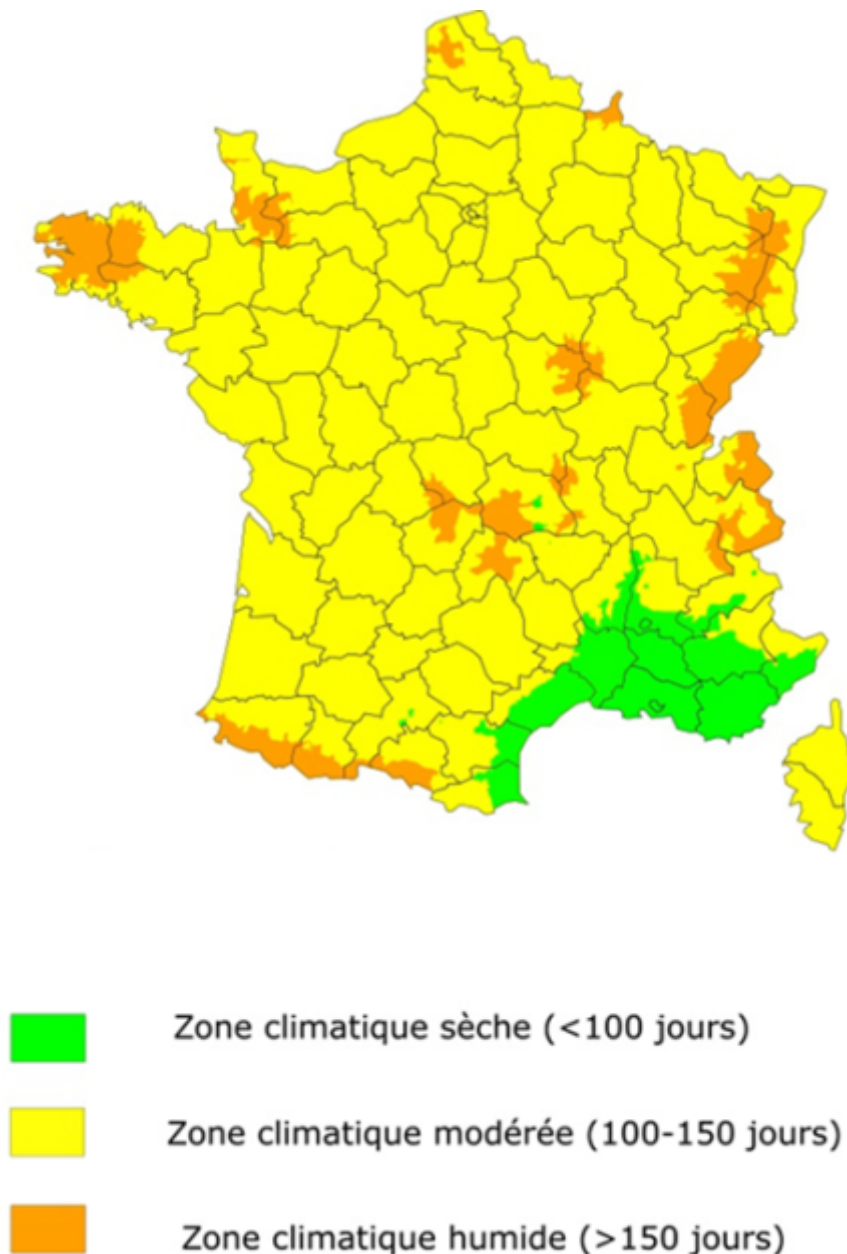 Zone climatique sèche (<100 jours)
Zone climatique modérée (100-150 jours)
Zone climatique humide (>150 jours)